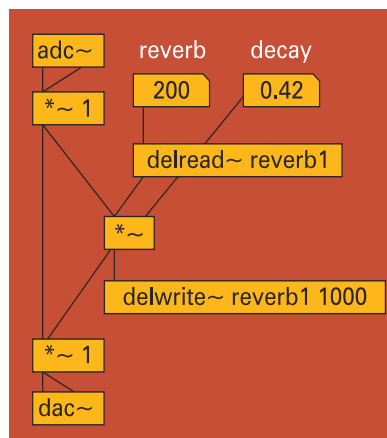 adc~ reverb decay
*~ 1 200 0.42
delread~ reverb1
*~
delwrite~ reverb1 1000
*~ 1
dac~